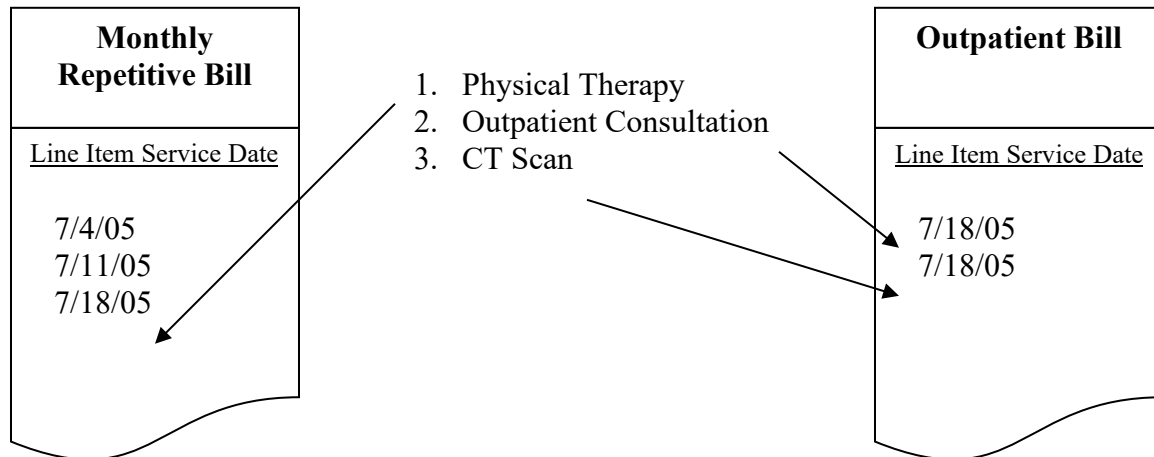 Monthly
Repetitive Bill
Line Item Service Date
7/4/05
7/11/05
7/18/05
1. Physical Therapy
2. Outpatient Consultation
3. CT Scan
Outpatient Bill
Line Item Service Date
7/18/05
7/18/05